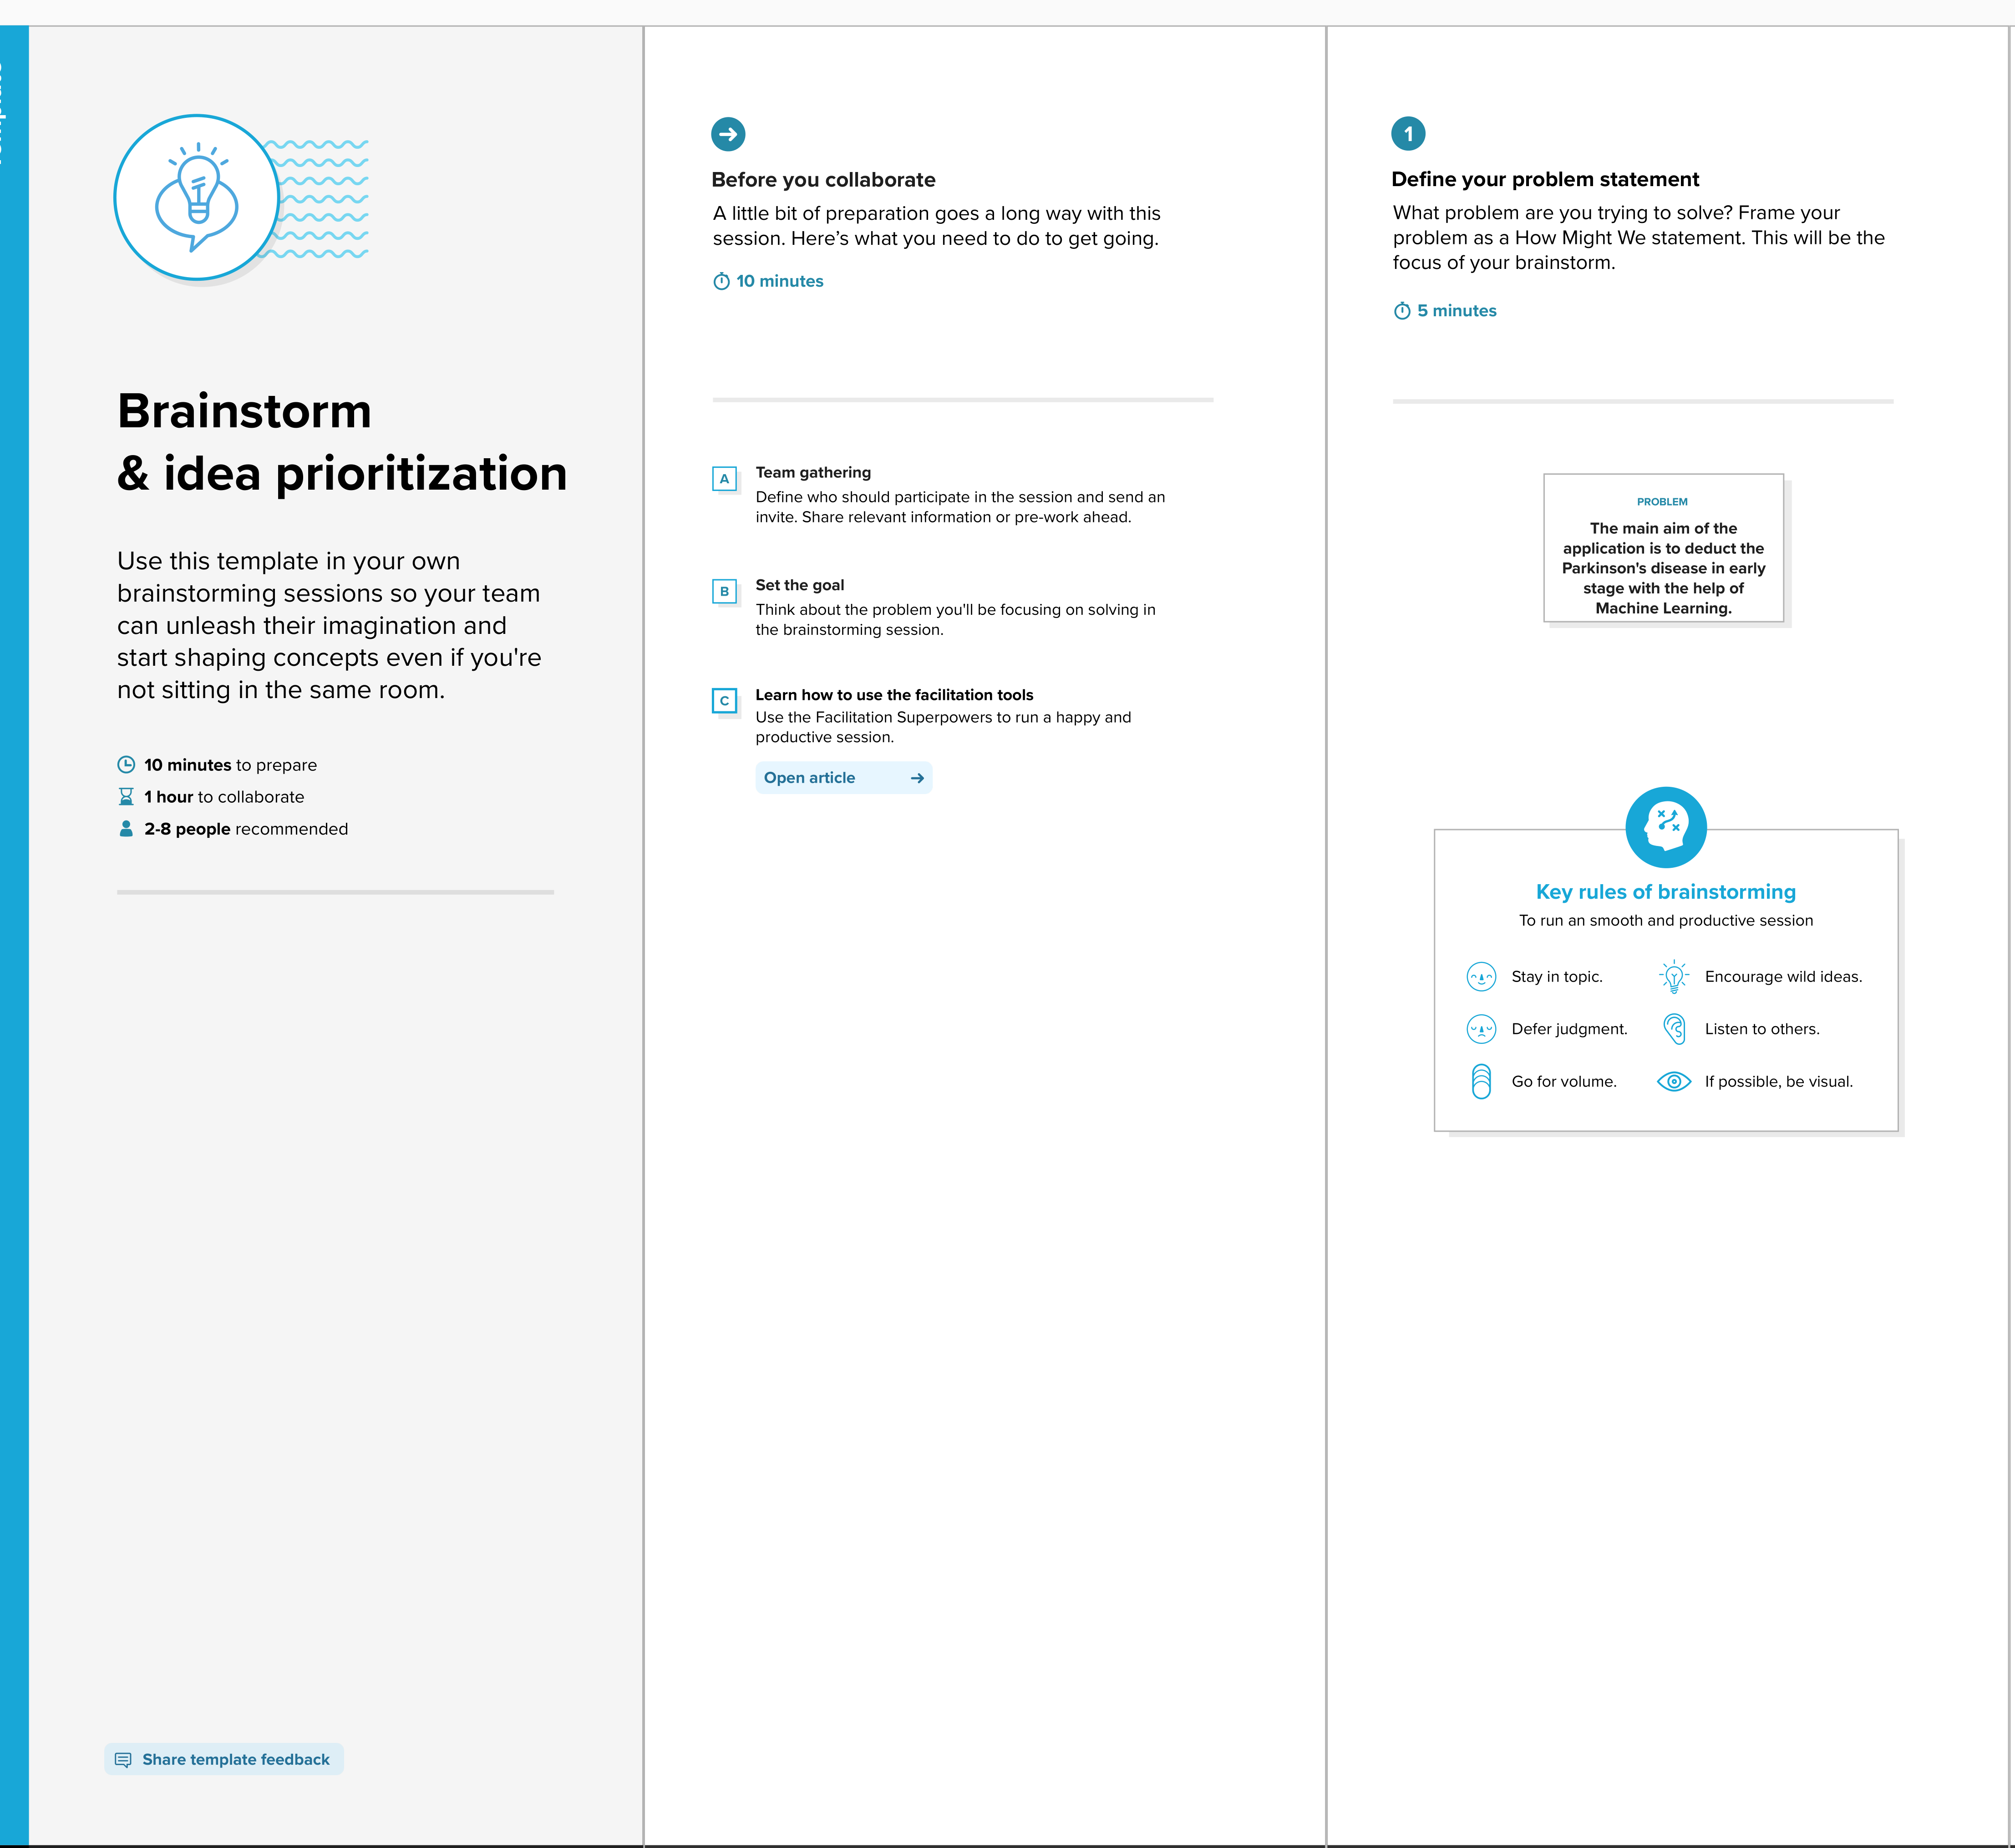 Brainstorm
& idea prioritization
Use this template in your own
brainstorming sessions so your team
can unleash their imagination and
start shaping concepts even if you're
not sitting in the same room.
10 minutes to prepare
1 hour to collaborate
2-8 people recommended
Share template feedback
Before you collaborate
A little bit of preparation goes a long way with this
session. Here’s what you need to do to get going.
10 minutes
A
Team gathering
Define who should participate in the session and send an
invite. Share relevant information or pre-work ahead.
B
Set the goal
Think about the problem you'll be focusing on solving in
the brainstorming session.
C
Learn how to use the facilitation tools
Use the Facilitation Superpowers to run a happy and
productive session.
Open article
1
Define your problem statement
What problem are you trying to solve? Frame your
problem as a How Might We statement. This will be the
focus of your brainstorm.
5 minutes
PROBLEM
The main aim of the
application is to deduct the
Parkinson's disease in early
stage with the help of
Machine Learning.
Key rules of brainstorming
To run an smooth and productive session
Stay in topic.
Encourage wild ideas.
Defer judgment.
Listen to others.
Go for volume.
If possible, be visual.